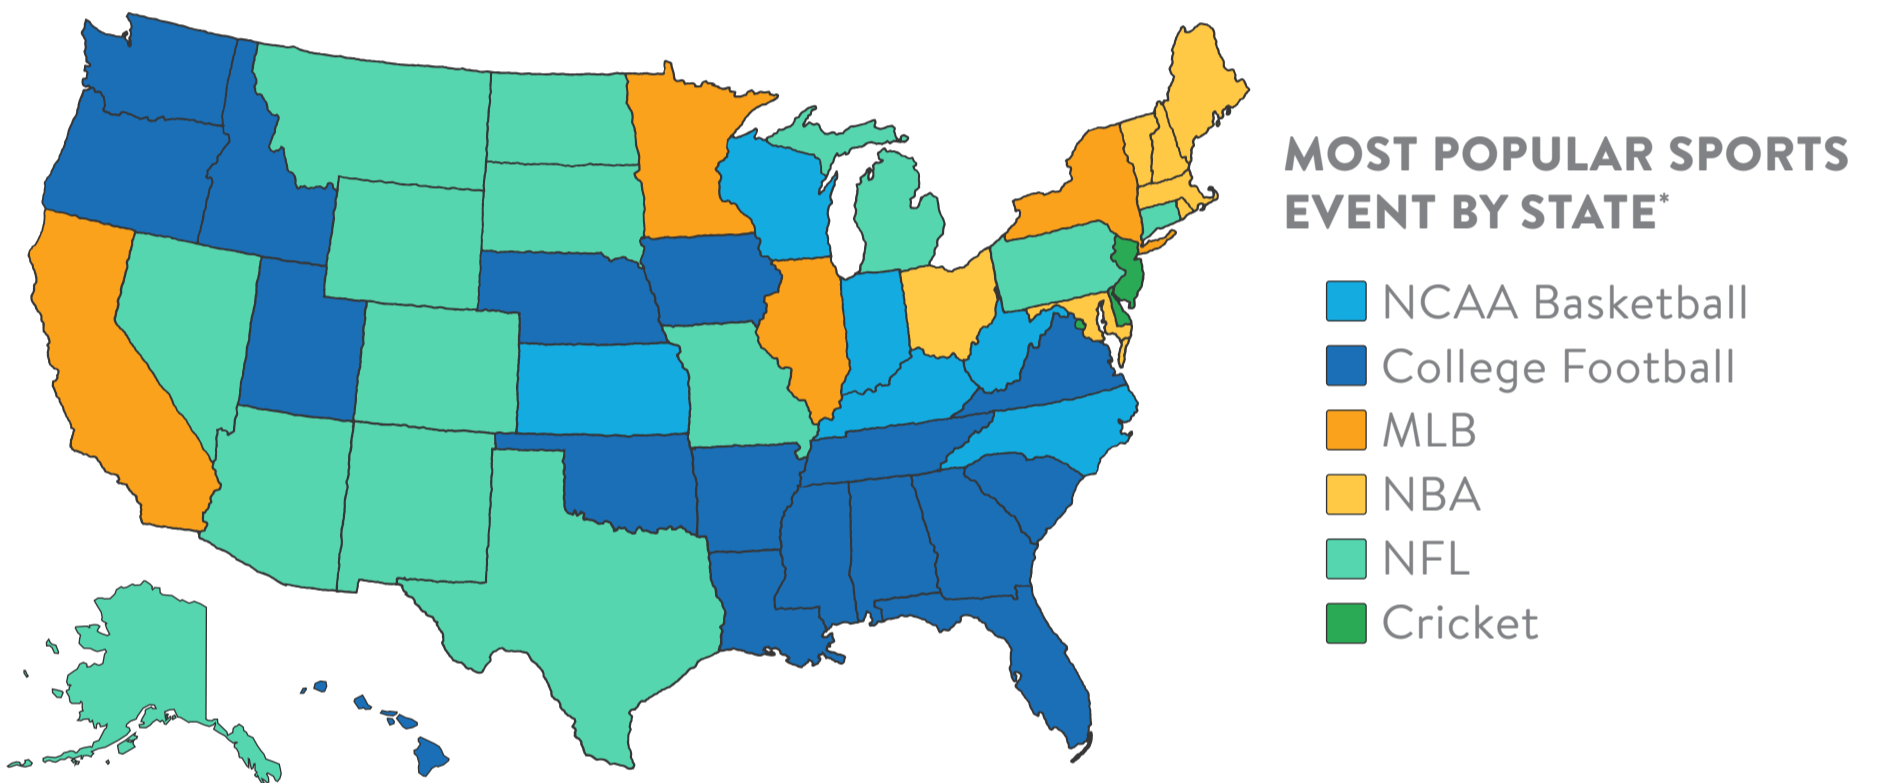 MOST POPULAR SPORTS
EVENT BY STATE*
NCAA Basketball
College Football
MLB
NBA
NFL
Cricket